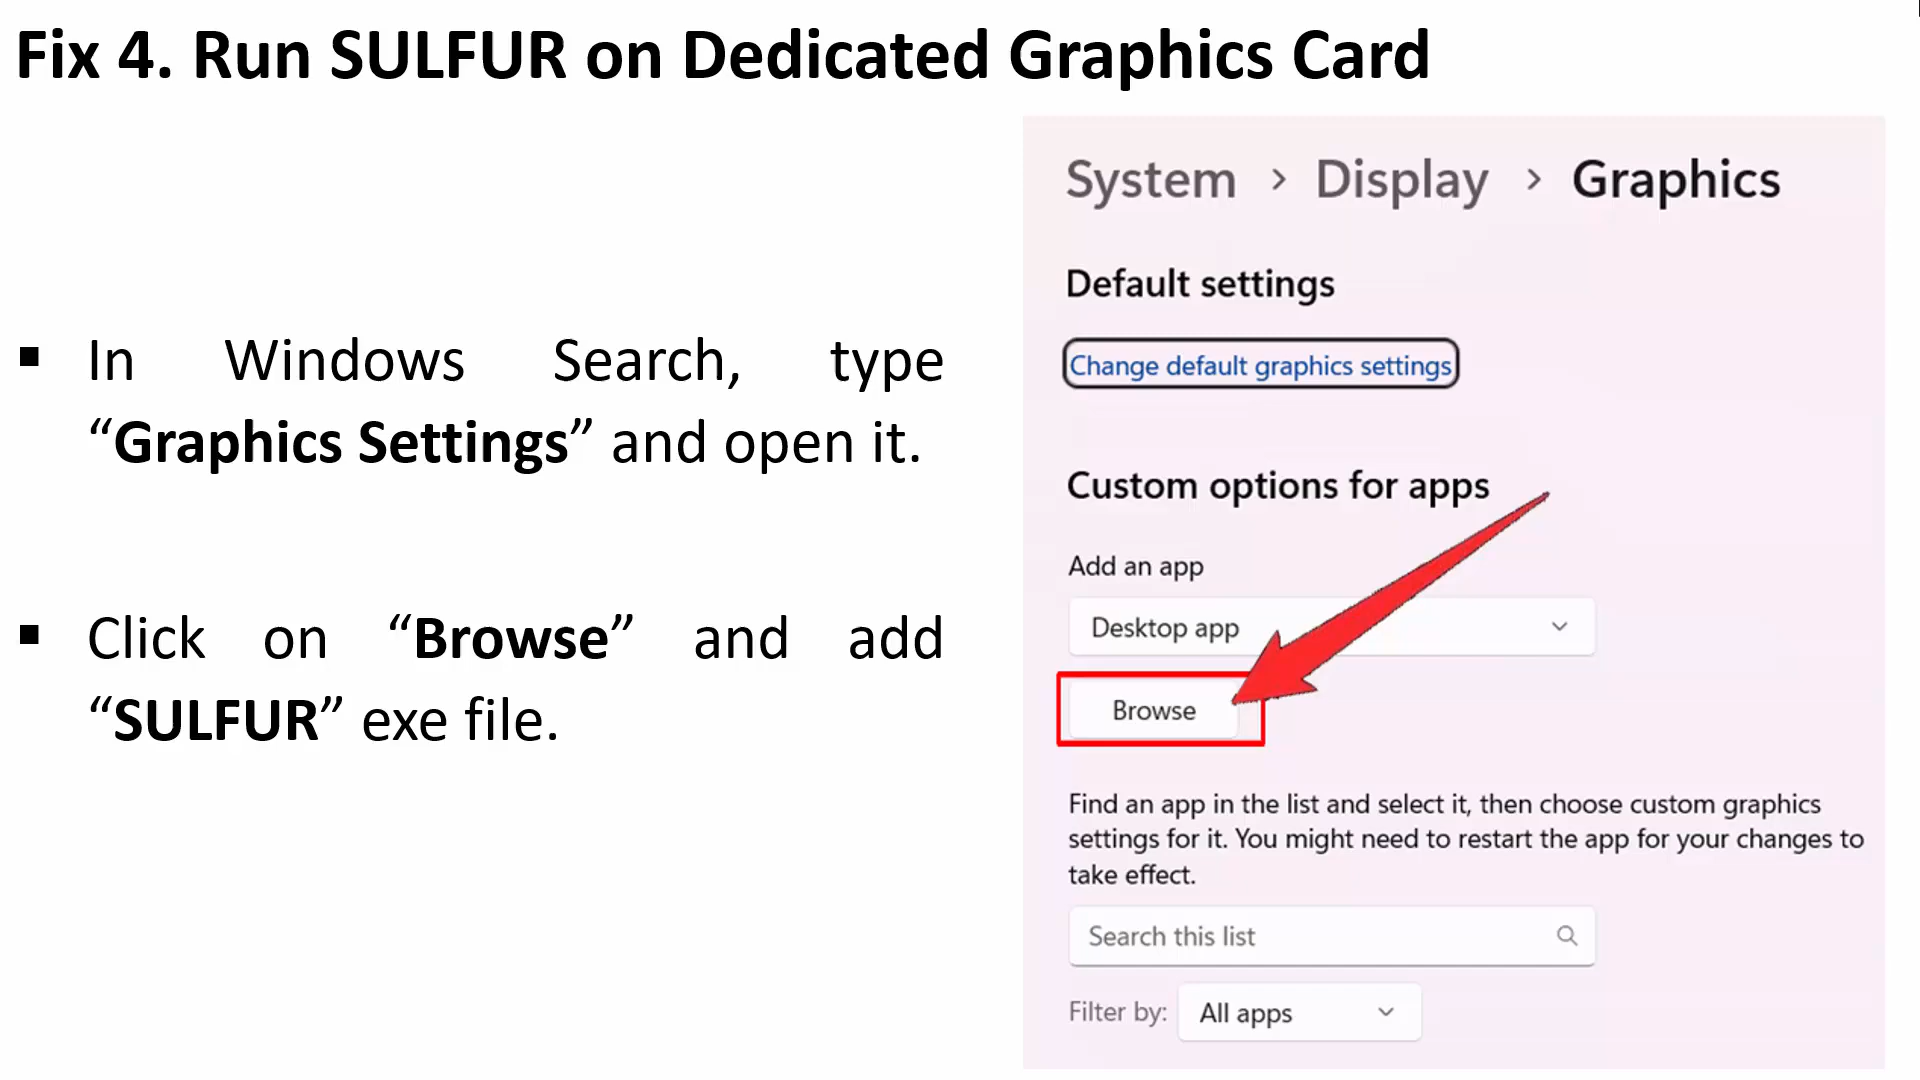 Fix 4. Run SULFUR on Dedicated Graphics Card
▪ In Windows Search, type
“Graphics Settings” and open it.
▪ Click on “Browse” and add
“SULFUR” exe file.
System > Display > Graphics
Default settings
Change default graphics settings
Custom options for apps
Add an app
Desktop app
Browse
Find an app in the list and select it, then choose custom graphics
settings for it. You might need to restart the app for your changes to
take effect.
Search this list
Filter by: All apps